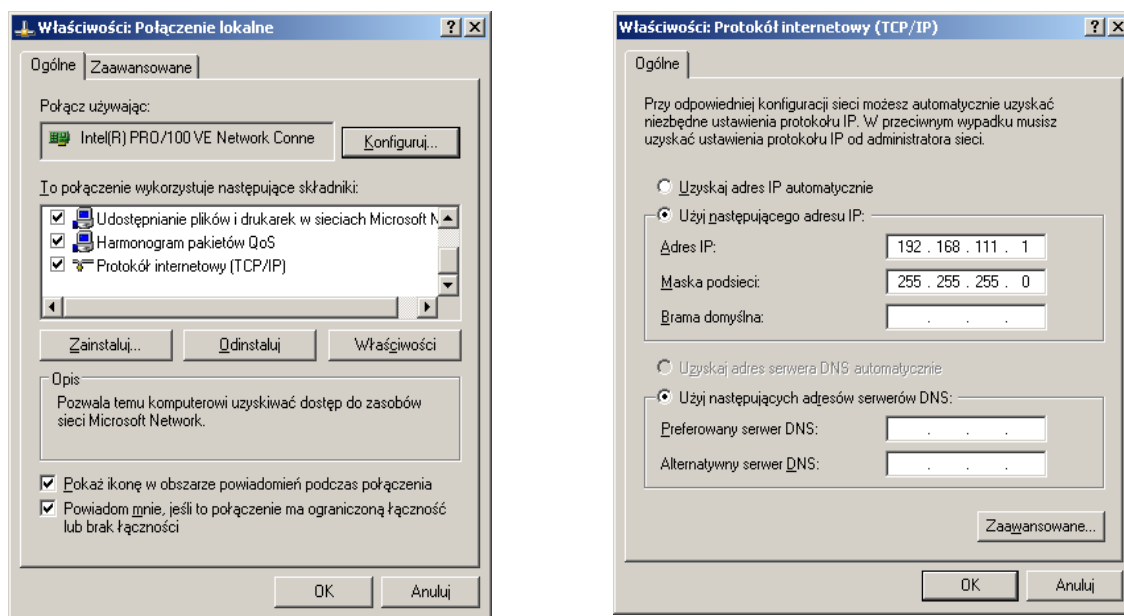 Właściwości: Połączenie lokalne
Ogólne Zaawansowane
Połącz używając:
Intel(R) PRO/100 VE Network Conne
Konfiguruj...
To połączenie wykorzystuje następujące składniki:
Udostępnianie plików i drukarek w sieciach Microsoft N
Harmonogram pakietów QoS
Protokół internetowy (TCP/IP)
Zainstaluj... Odinstaluj Właściwości
Opis
Pozwala temu komputerowi uzyskiwać dostęp do zasobów
sieci Microsoft Network.
Pokaż ikonę w obszarze powiadomień podczas połączenia
Powiadom mnie, jeśli to połączenie ma ograniczoną łączność
lub brak łączności
OK Anuluj
Właściwości: Protokół internetowy (TCP/IP)
Ogólne
Przy odpowiedniej konfiguracji sieci możesz automatycznie uzyskać
niezbędne ustawienia protokołu IP. W przeciwnym wypadku musisz
uzyskać ustawienia protokołu IP od administratora sieci.
Uzyskaj adres IP automatycznie
Użyj następującego adresu IP:
Adres IP: 192 . 168 . 111 . 1
Maska podsieci: 255 . 255 . 255 . 0
Brama domyślna: . . .
Uzyskaj adres serwera DNS automatycznie
Użyj następujących adresów serwerów DNS:
Preferowany serwer DNS: . . .
Alternatywny serwer DNS: . . .
Zaawansowane...
OK Anuluj